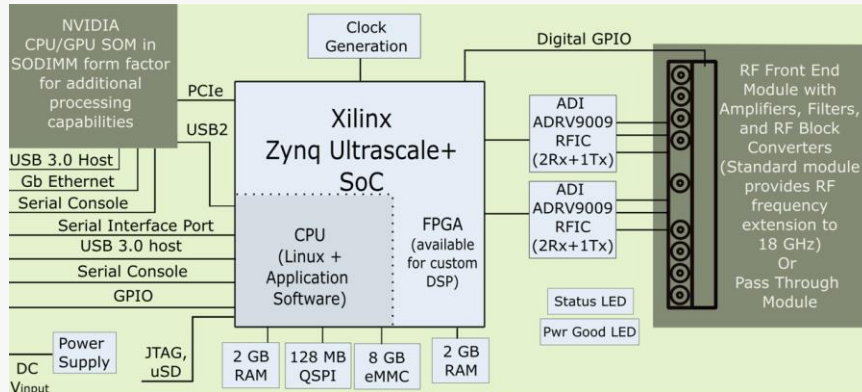 NVIDIA
CPU/GPU SOM in
SODIMM form factor
for additional
processing
capabilities
PCIe
USB2
USB 3.0 Host
Gb Ethernet
Serial Console
Serial Interface Port
USB 3.0 host
Serial Console
GPIO
Power
Supply
DC
Vinput
JTAG,
uSD
Clock
Generation
Xilinx
Zynq Ultrascale+
SoC
CPU
(Linux +
Application
Software)
FPGA
(available
for custom
DSP)
2 GB
RAM
128 MB
QSPI
8 GB
eMMC
2 GB
RAM
Digital GPIO
ADI
ADRV9009
RFIC
(2Rx+1Tx)
ADI
ADRV9009
RFIC
(2Rx+1Tx)
Status LED
Pwr Good LED
RF Front End
Module with
Amplifiers, Filters,
and RF Block
Converters
(Standard module
provides RF
frequency
extension to
18 GHz)
Or
Pass Through
Module